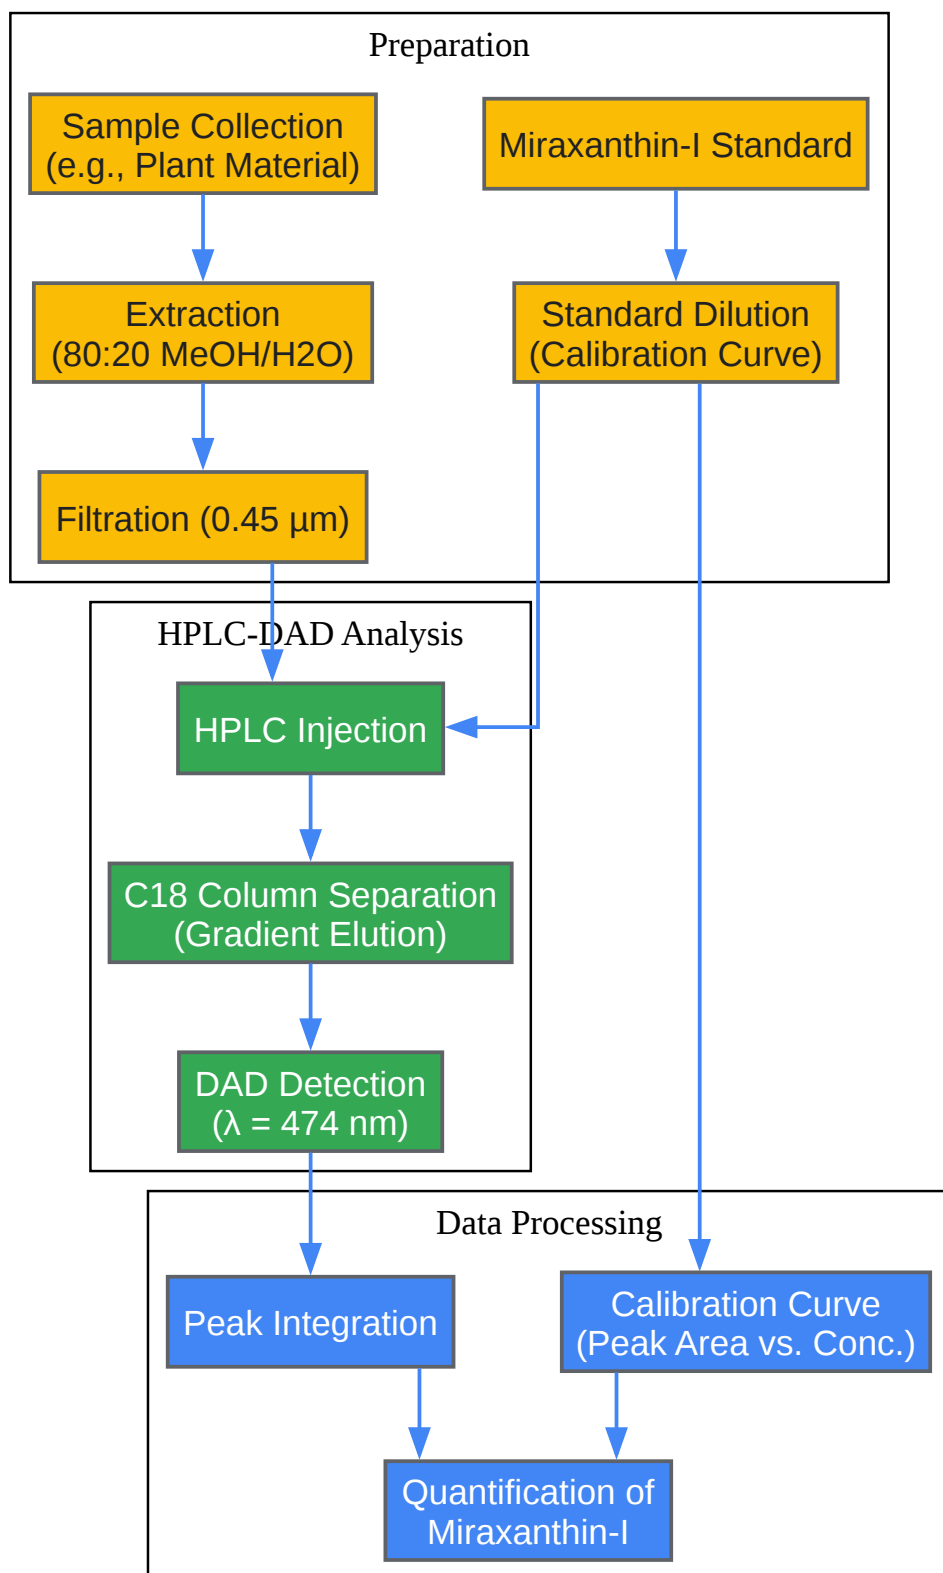 Preparation
Sample Collection
(e.g., Plant Material)
Miraxanthin-I Standard
Extraction
(80:20 MeOH/H2O)
Standard Dilution
(Calibration Curve)
Filtration (0.45 µm)
HPLC-DAD Analysis
HPLC Injection
C18 Column Separation
(Gradient Elution)
DAD Detection
(λ = 474 nm)
Data Processing
Peak Integration
Calibration Curve
(Peak Area vs. Conc.)
Quantification of
Miraxanthin-I